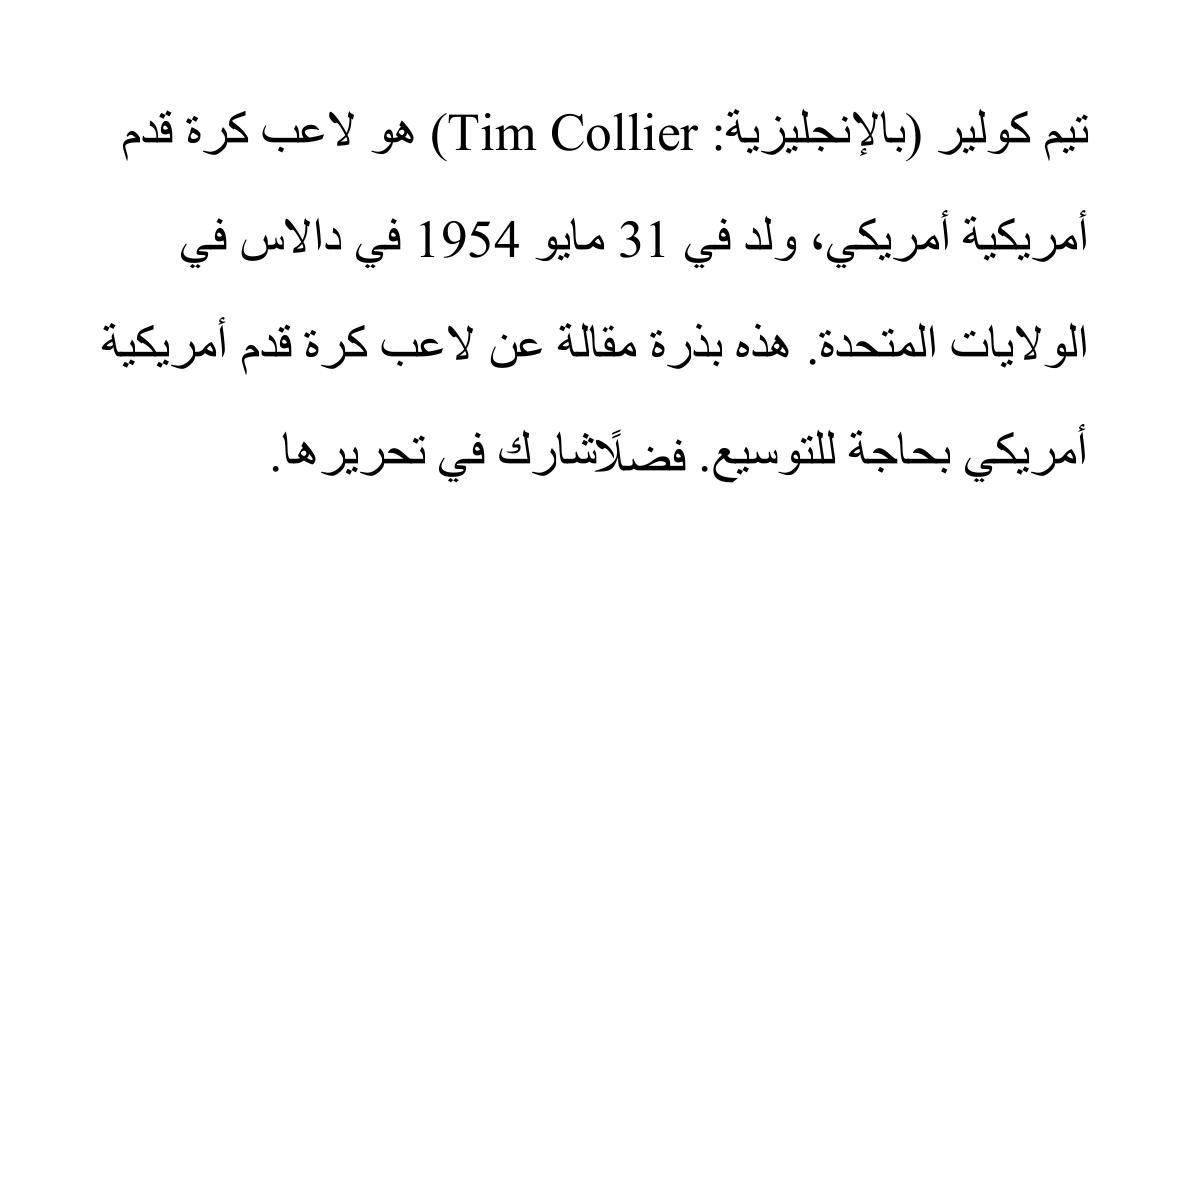 تيم كولير (بالإنجليزية: Tim Collier) هو لاعب كرة قدم
أمريكية أمريكي، ولد في 31 مايو 1954 في دالاس في
الولايات المتحدة. هذه بذرة مقالة عن لاعب كرة قدم أمريكية
أمريكي بحاجة للتوسيع. فضلًاشارك في تحريرها.